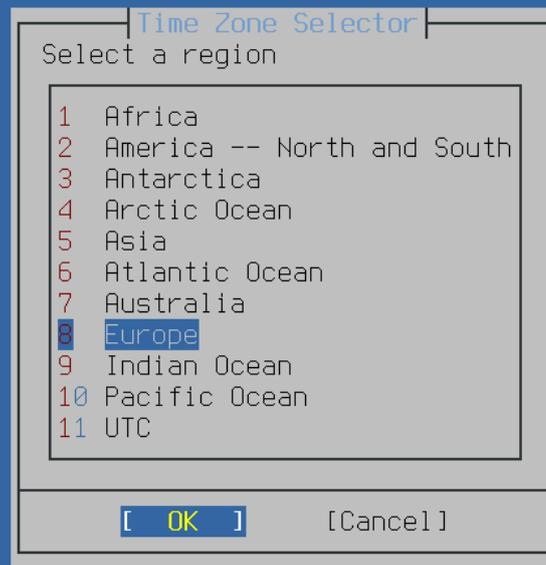 Time Zone Selector
Select a region
1 Africa
2 America -- North and South
3 Antarctica
4 Arctic Ocean
5 Asia
6 Atlantic Ocean
7 Australia
8 Europe
9 Indian Ocean
10 Pacific Ocean
11 UTC
[ OK ] [Cancel]